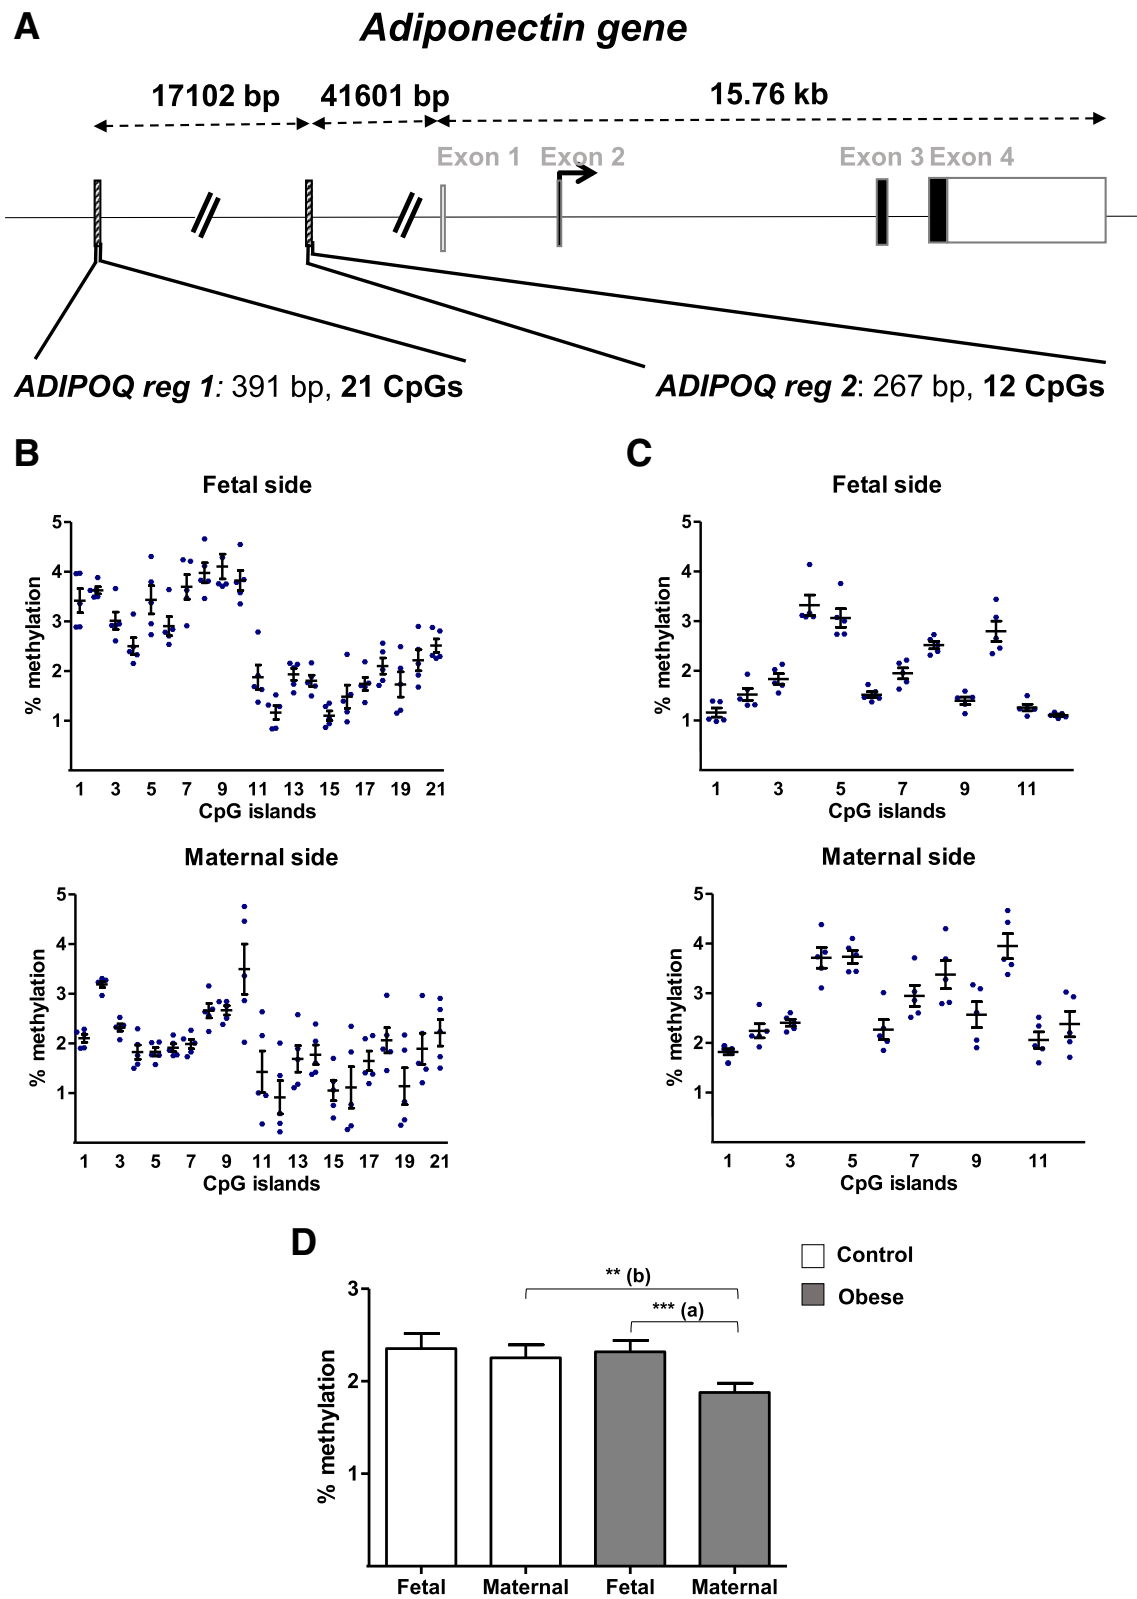 A
Adiponectin gene
17102 bp 41601 bp 15.76 kb
Exon 1 Exon 2 Exon 3 Exon 4
ADIPOQ reg 1: 391 bp, 21 CpGs
ADIPOQ reg 2: 267 bp, 12 CpGs
B
Fetal side
% methylation
5
4
3
2
1
1 3 5 7 9 11 13 15 17 19 21
CpG islands
Maternal side
% methylation
5
4
3
2
1
1 3 5 7 9 11 13 15 17 19 21
CpG islands
C
Fetal side
% methylation
5
4
3
2
1
1 3 5 7 9 11
CpG islands
Maternal side
% methylation
5
4
3
2
1
1 3 5 7 9 11
CpG islands
D
Control
Obese
** (b)
*** (a)
% methylation
3
2
1
Fetal Maternal Fetal Maternal